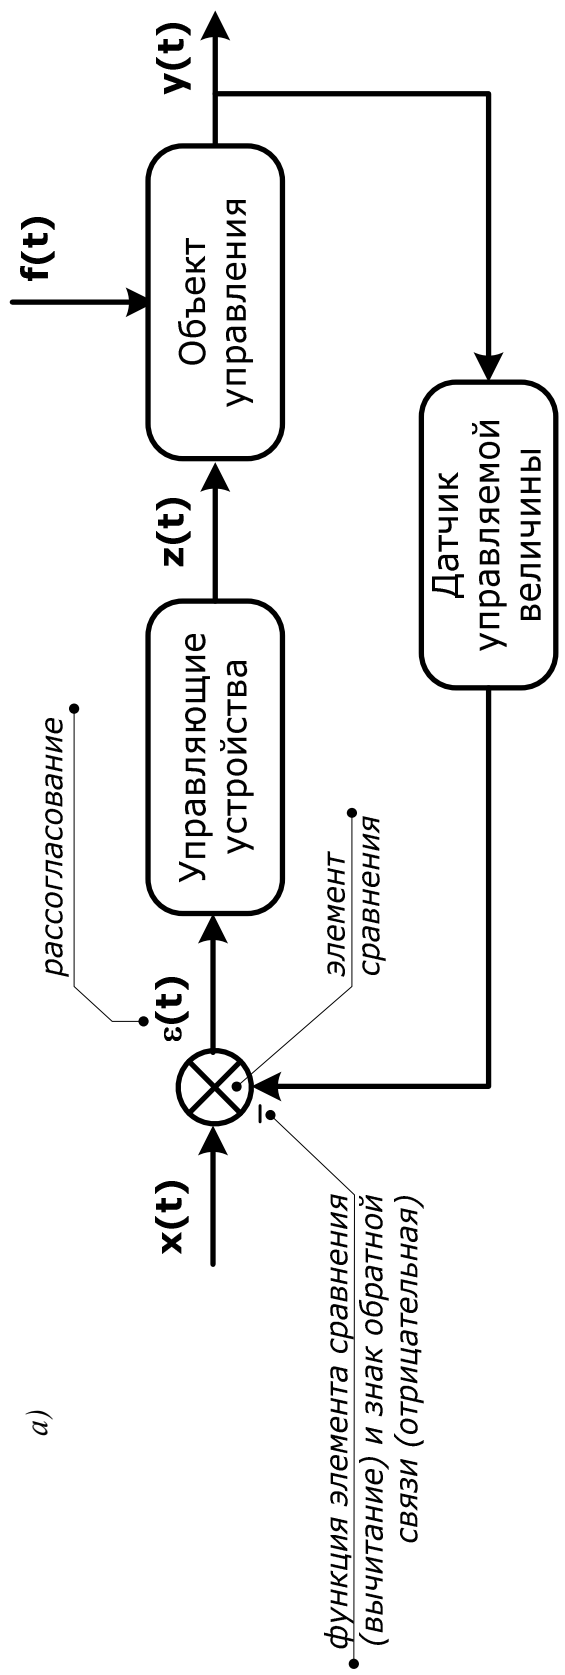 а)
рассогласование
f(t)
x(t)
ε(t)
Управляющие
устройства
z(t)
Объект
управления
y(t)
элемент
сравнения
–
функция элемента сравнения
(вычитание) и знак обратной
связи (отрицательная)
Датчик
управляемой
величины